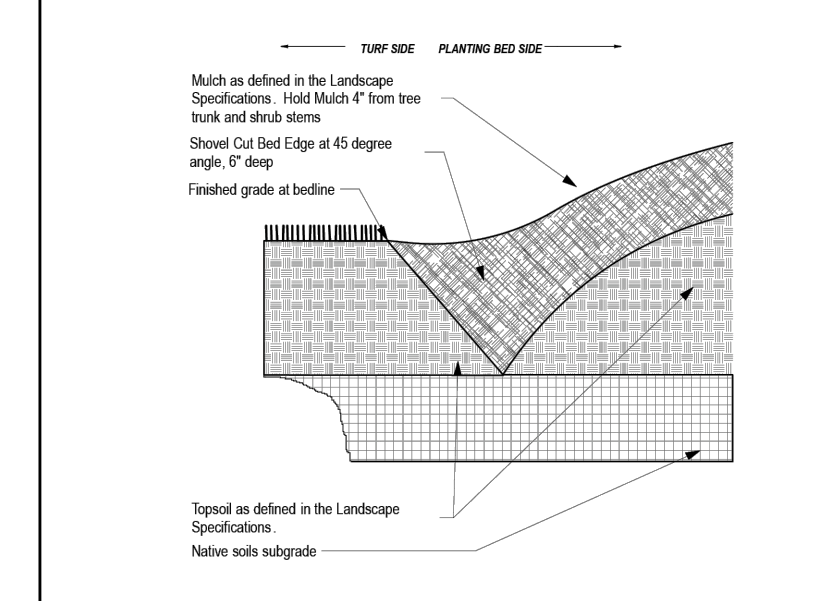 TURF SIDE PLANTING BED SIDE
Mulch as defined in the Landscape
Specifications. Hold Mulch 4" from tree
trunk and shrub stems
Shovel Cut Bed Edge at 45 degree
angle, 6" deep
Finished grade at bedline
Topsoil as defined in the Landscape
Specifications.
Native soils subgrade